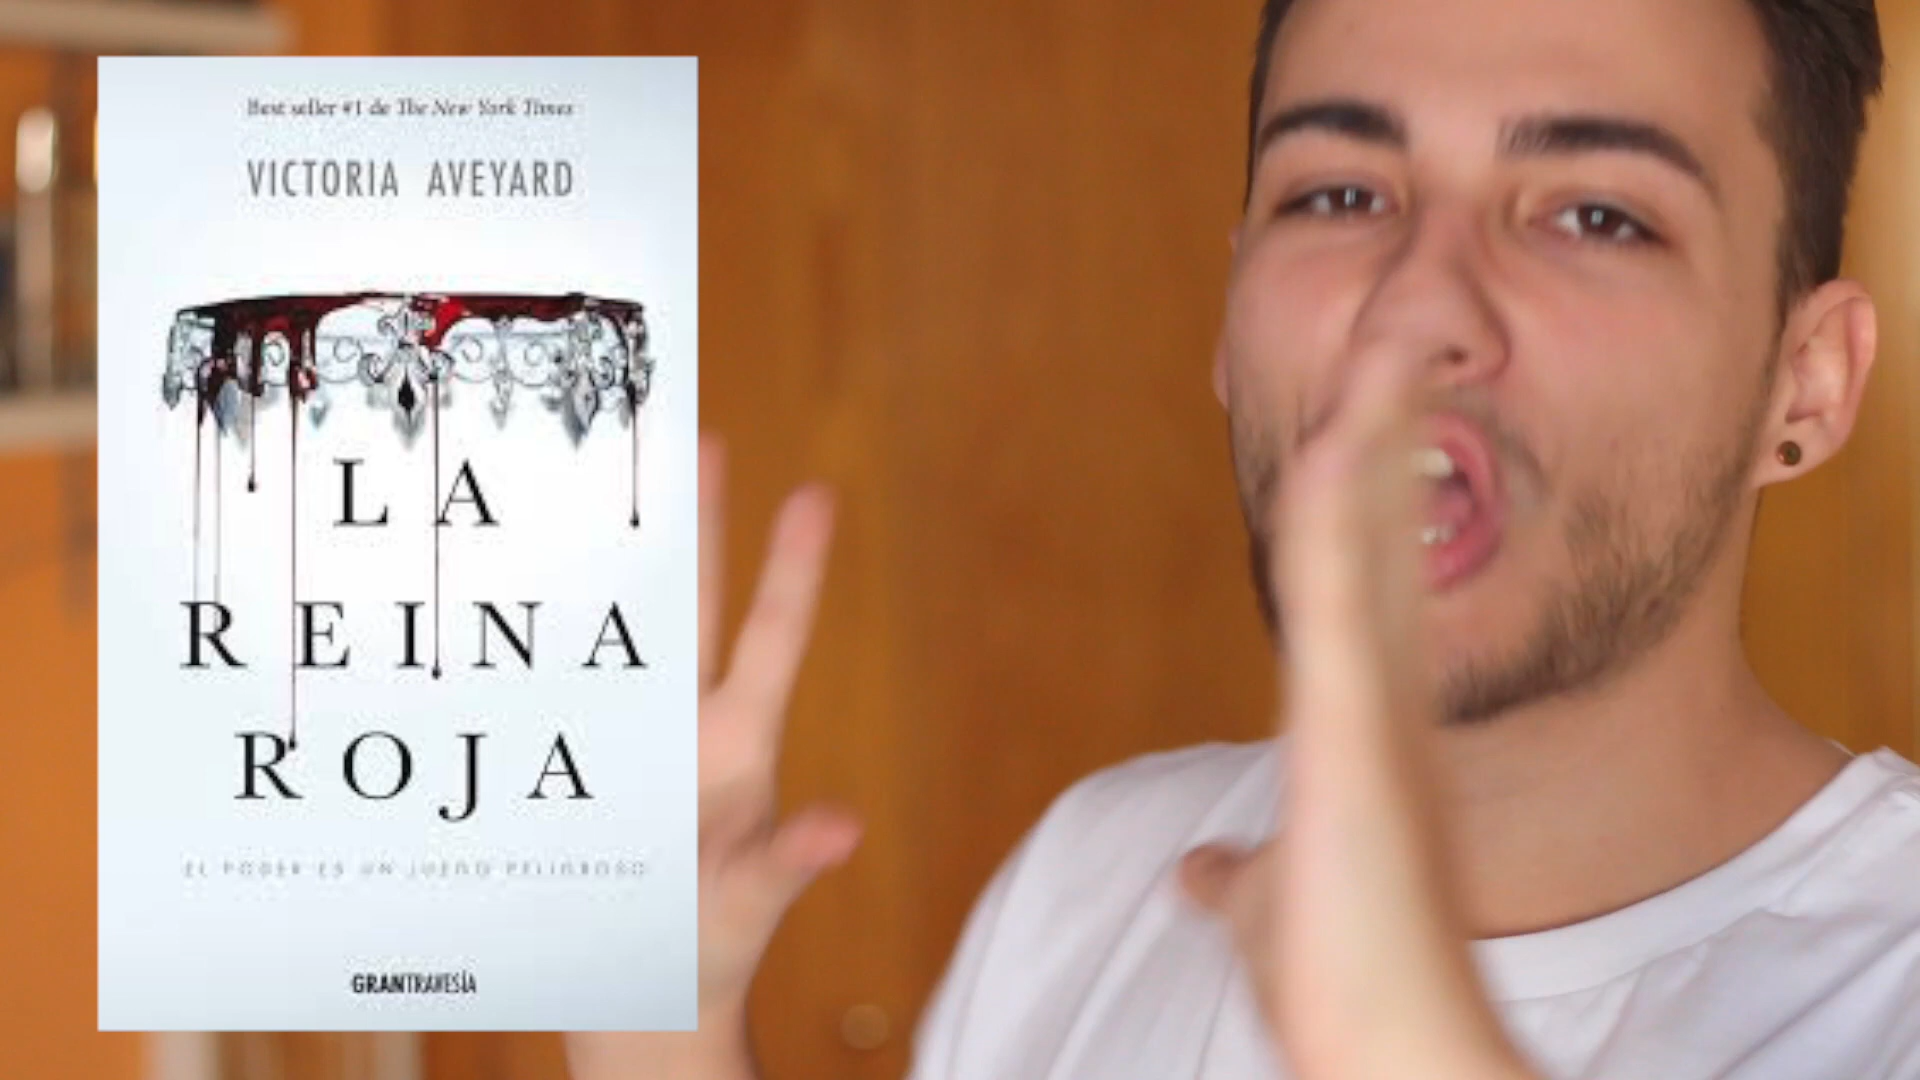 Best seller #1 de The New York Times
VICTORIA AVEYARD
LA
REINA
ROJA
EL PODER ES UN JUEGO PELIGROSO
GRANTRAVESÍA